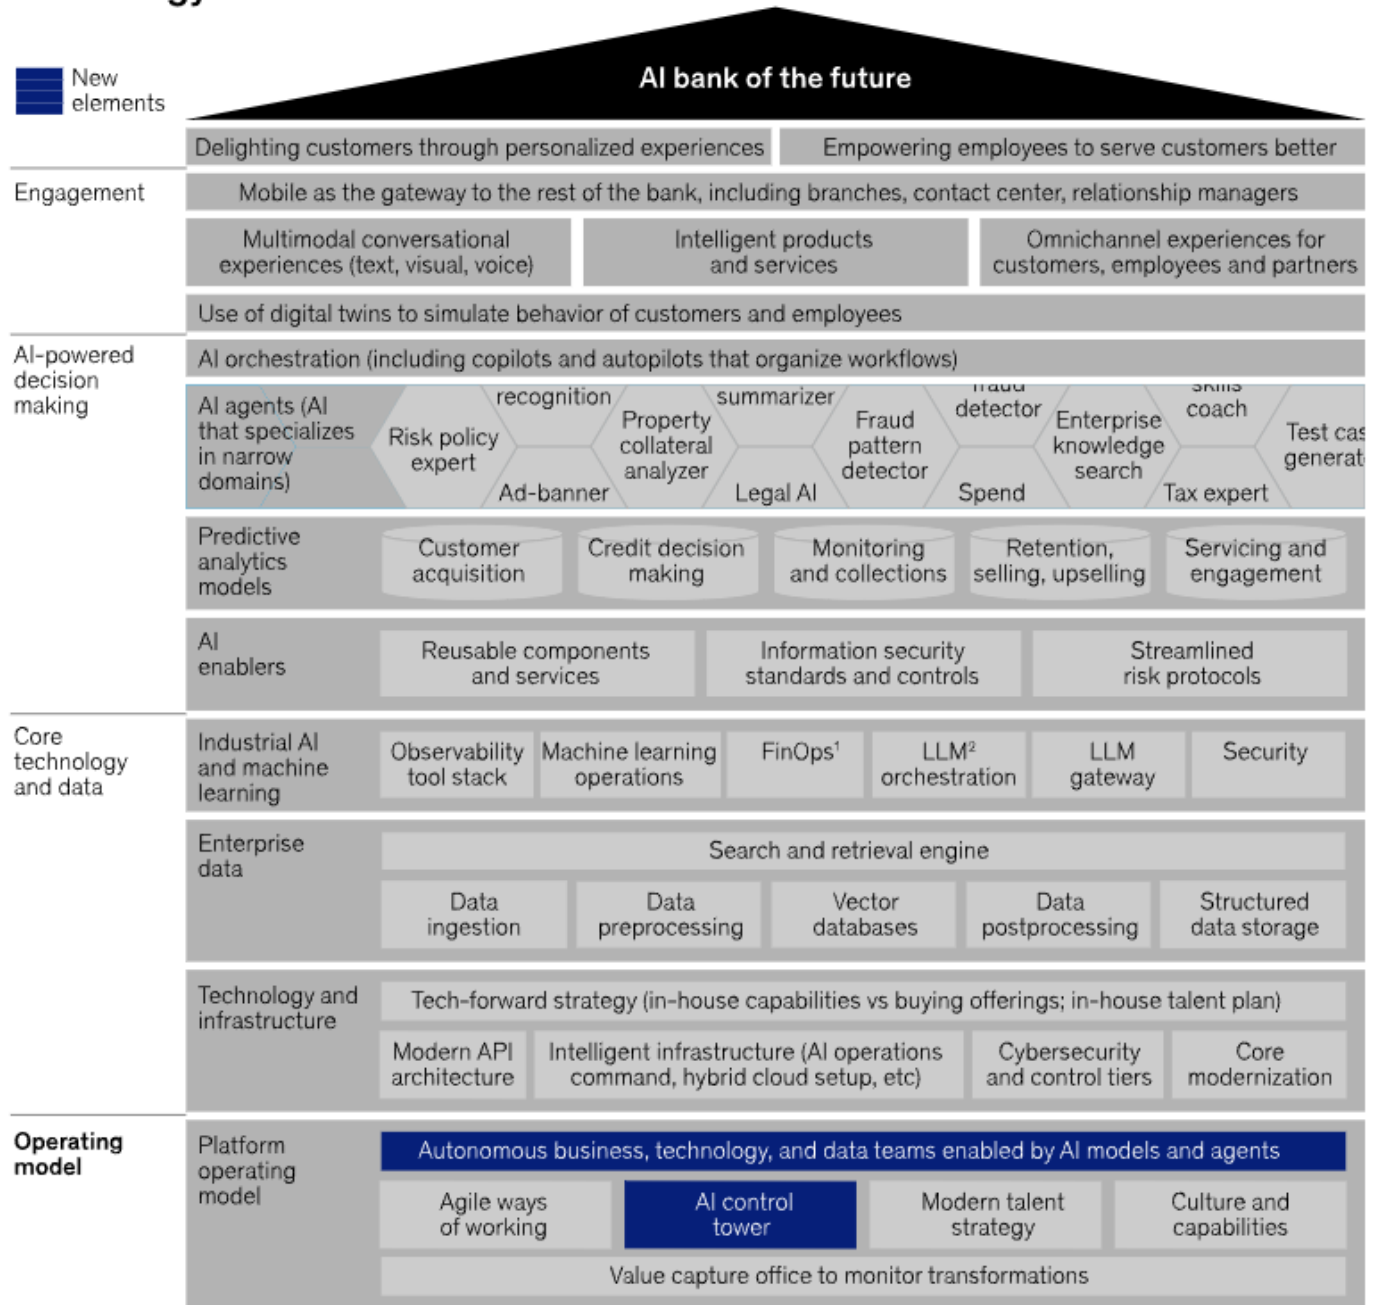 AI bank of the future
New
elements
Delighting customers through personalized experiences
Empowering employees to serve customers better
Engagement
Mobile as the gateway to the rest of the bank, including branches, contact center, relationship managers
Multimodal conversational
experiences (text, visual, voice)
Intelligent products
and services
Omnichannel experiences for
customers, employees and partners
Use of digital twins to simulate behavior of customers and employees
AI-powered
decision
making
AI orchestration (including copilots and autopilots that organize workflows)
AI agents (AI
that specializes
in narrow
domains)
Risk policy
expert
recognition
Ad-banner
Property
collateral
analyzer
summarizer
Legal AI
Fraud
pattern
detector
fraud
detector
Spend
Enterprise
knowledge
search
skills
coach
Tax expert
Test cas
generat
Predictive
analytics
models
Customer
acquisition
Credit decision
making
Monitoring
and collections
Retention,
selling, upselling
Servicing and
engagement
AI
enablers
Reusable components
and services
Information security
standards and controls
Streamlined
risk protocols
Core
technology
and data
Industrial AI
and machine
learning
Observability
tool stack
Machine learning
operations
FinOps¹
LLM²
orchestration
LLM
gateway
Security
Enterprise
data
Search and retrieval engine
Data
ingestion
Data
preprocessing
Vector
databases
Data
postprocessing
Structured
data storage
Technology and
infrastructure
Tech-forward strategy (in-house capabilities vs buying offerings; in-house talent plan)
Modern API
architecture
Intelligent infrastructure (AI operations
command, hybrid cloud setup, etc)
Cybersecurity
and control tiers
Core
modernization
Operating
model
Platform
operating
model
Autonomous business, technology, and data teams enabled by AI models and agents
Agile ways
of working
AI control
tower
Modern talent
strategy
Culture and
capabilities
Value capture office to monitor transformations